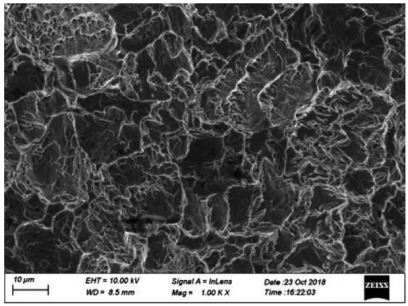 10 µm
EHT = 10.00 kV
Signal A = InLens
Date :23 Oct 2018
WD = 8.5 mm
Mag = 1.00 K X
Time :16:22:03
ZEISS